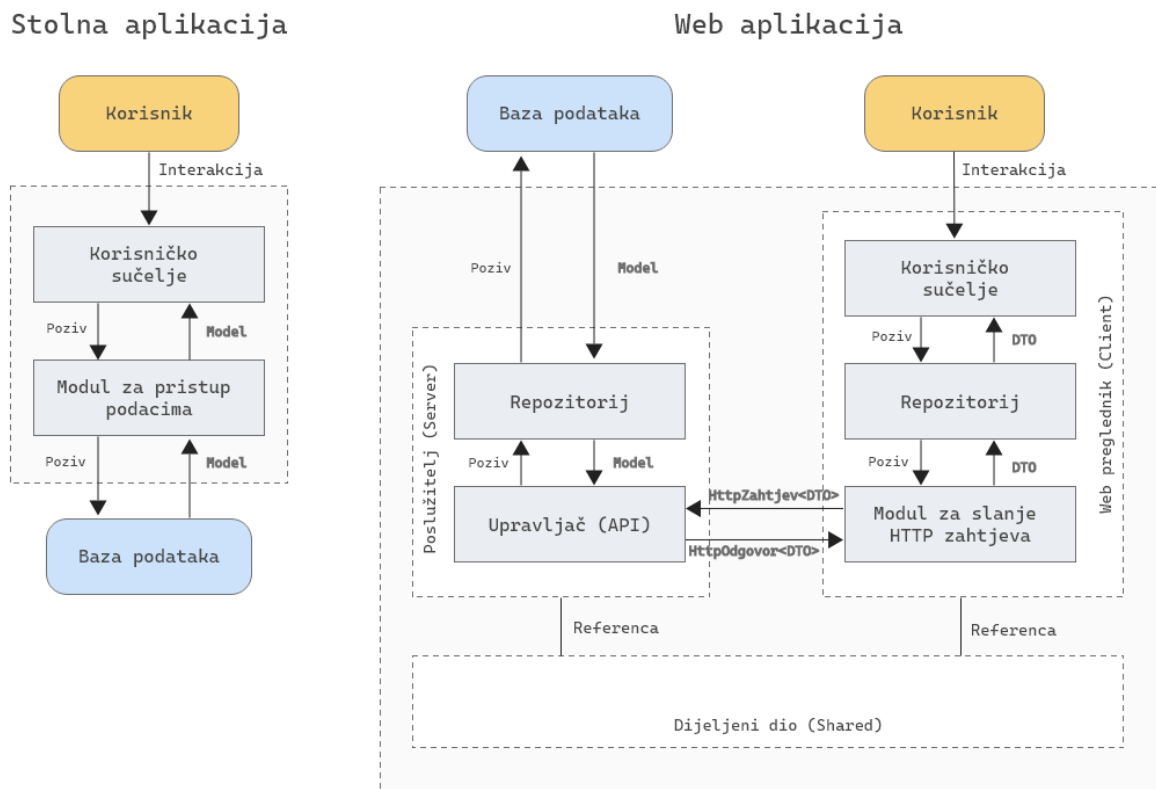 Stolna aplikacija
Korisnik
Interakcija
Korisničko
sučelje
Poziv
Model
Modul za pristup
podacima
Poziv
Model
Baza podataka
Web aplikacija
Baza podataka
Korisnik
Interakcija
Poziv
Model
Poslužitelj (Server)
Repozitorij
Poziv
Model
Upravljač (API)
HttpZahtjev<DTO>
HttpOdgovor<DTO>
Korisničko
sučelje
Poziv
DTO
Repozitorij
Poziv
DTO
Modul za slanje
HTTP zahtjeva
Web preglednik (Client)
Referenca
Referenca
Dijeljeni dio (Shared)